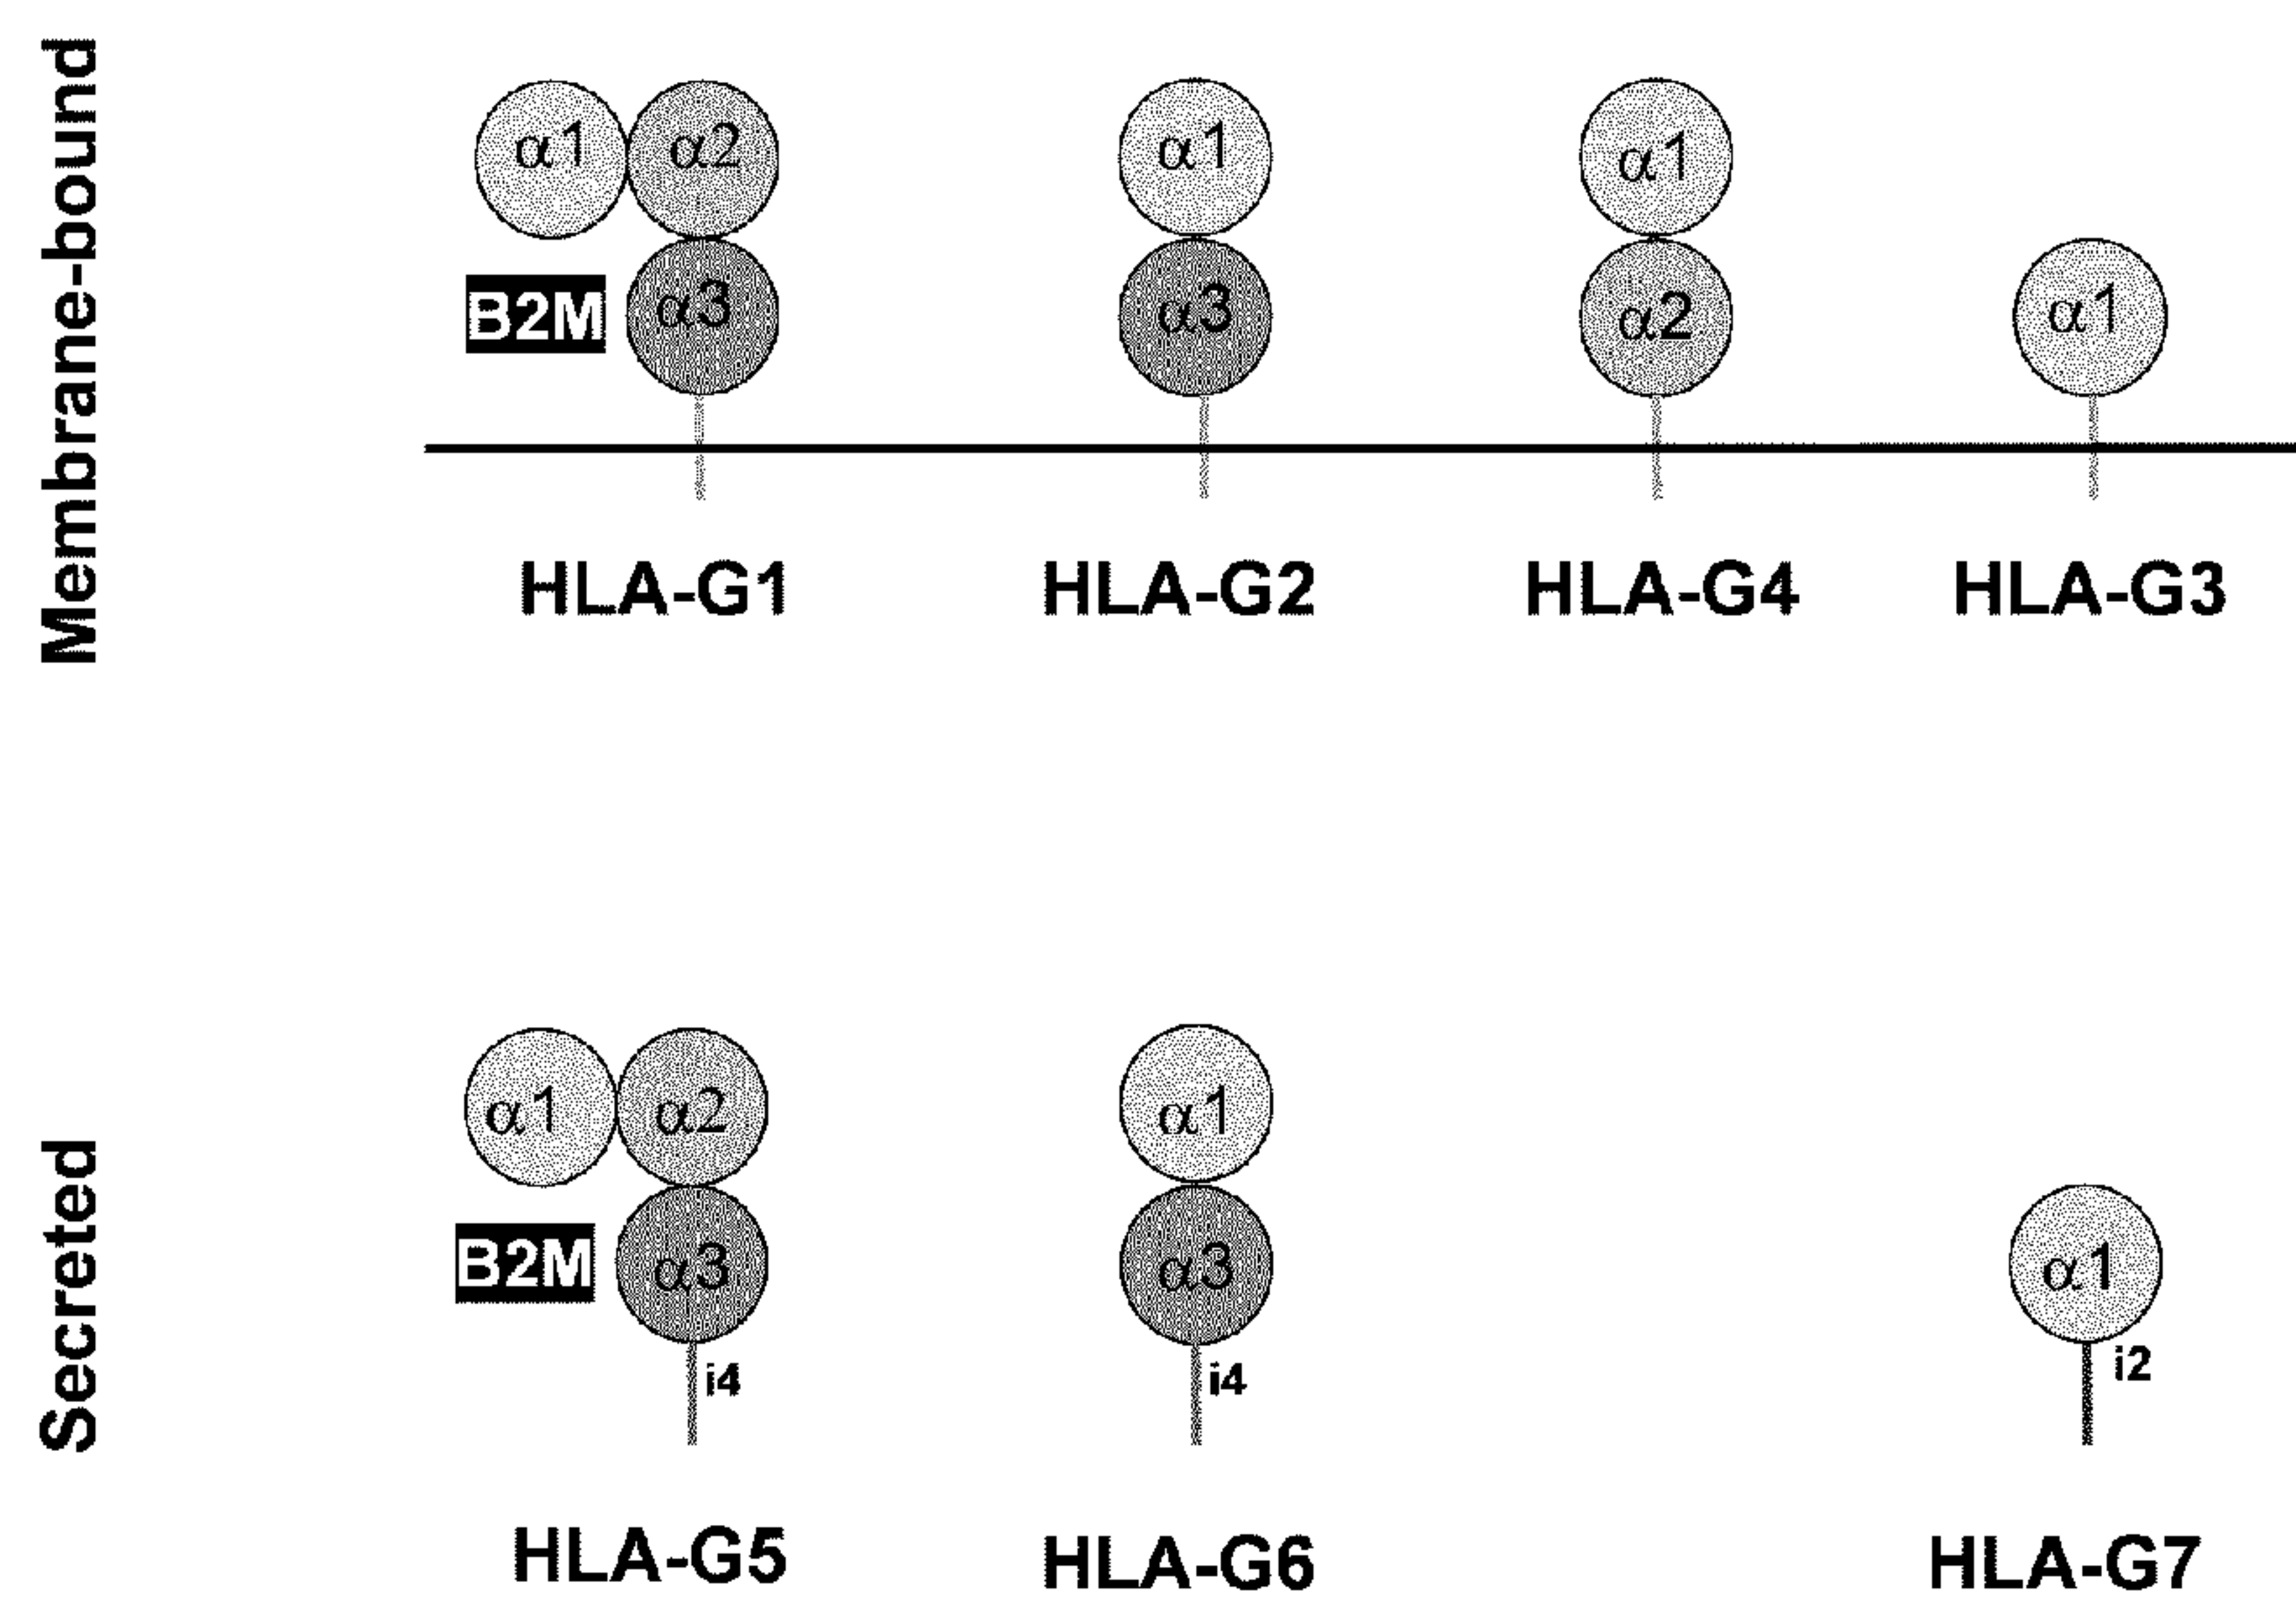 Membrane-bound
α1 α2 α1 α1
B2M α3 α3 α2 α1
HLA-G1 HLA-G2 HLA-G4 HLA-G3
Secreted
α1 α2 α1
B2M α3 α3 α1
i4 i4 i2
HLA-G5 HLA-G6 HLA-G7